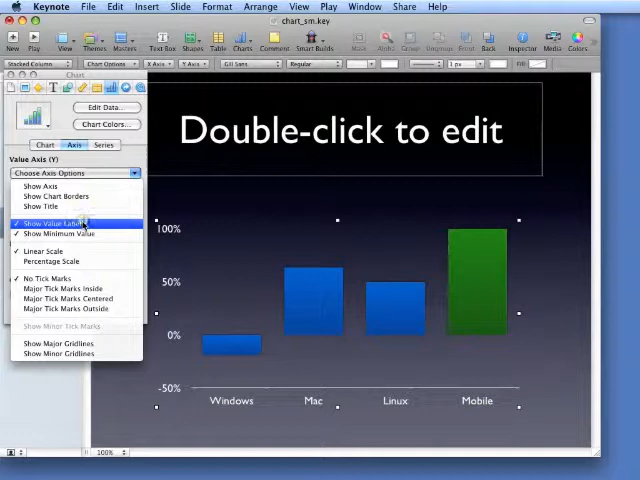 Keynote File Edit Insert Slide Format Arrange View Play Window Share Help
chart_sm.key
New Play View Themes Masters Text Box Shapes Table Charts Comment Smart Builds Mask Alpha Group Ungroup Front Back Inspector Media Colors
Stacked Column Chart Options X Axis Y Axis Gill Sans Regular 1 px Fill
Chart
Edit Data...
Chart Colors...
Chart Axis Series
Value Axis (Y)
Choose Axis Options
Show Axis
Show Chart Borders
Show Title
✓ Show Value Labels
✓ Show Minimum Value
✓ Linear Scale
Percentage Scale
✓ No Tick Marks
Major Tick Marks Inside
Major Tick Marks Centered
Major Tick Marks Outside
Show Minor Tick Marks
Show Major Gridlines
Show Minor Gridlines
Double-click to edit
100%
50%
0%
-50%
Windows Mac Linux Mobile
100%